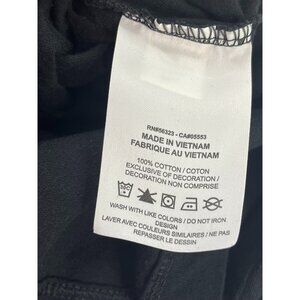 RN#56323 - CA#05553
MADE IN VIETNAM
FABRIQUE AU VIETNAM
100% COTTON / COTON
EXCLUSIVE OF DECORATION /
DECORATION NON COMPRISE
WASH WITH LIKE COLORS / DO NOT IRON
DESIGN
LAVER AVEC COULEURS SIMILAIRES / NE PAS
REPASSER LE DESSIN